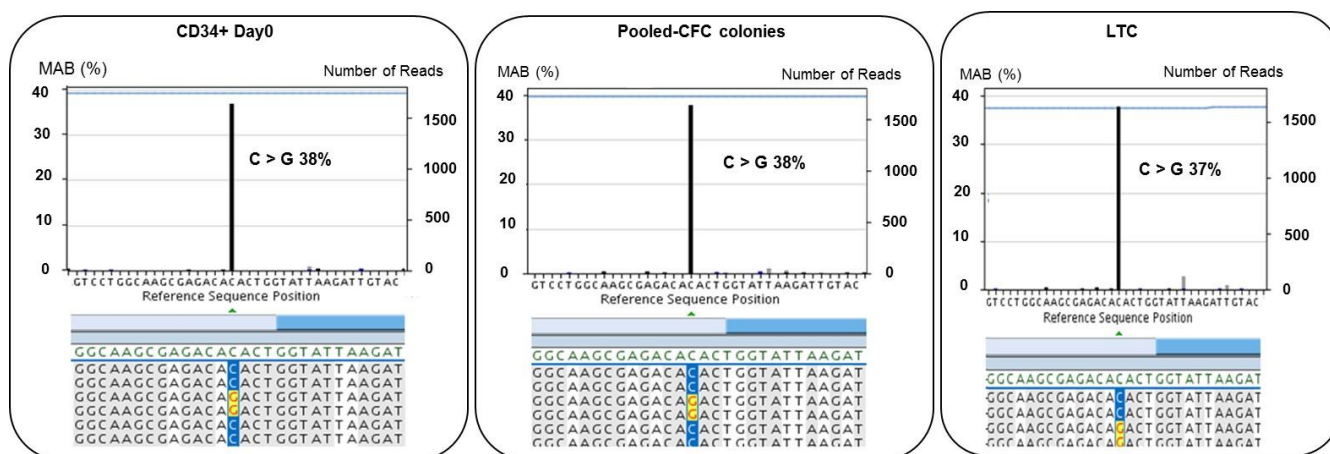 CD34+ Day0
MAB (%)
Number of Reads
40
30
20
10
0
1500
1000
500
0
C > G 38%
GTCCTGGCAAGCGAGACACACTGGTATTAAGATTGTAC
Reference Sequence Position
GGCAAGCGAGACACACTGGTATTAAGAT
GGCAAGCGAGACACACTGGTATTAAGAT
GGCAAGCGAGACACACTGGTATTAAGAT
GGCAAGCGAGACAGACTGGTATTAAGAT
GGCAAGCGAGACAGACTGGTATTAAGAT
GGCAAGCGAGACACACTGGTATTAAGAT
GGCAAGCGAGACACACTGGTATTAAGAT
Pooled-CFC colonies
MAB (%)
Number of Reads
40
30
20
10
0
1500
1000
500
0
C > G 38%
GTCCTGGCAAGCGAGACACACTGGTATTAAGATTGTAC
Reference Sequence Position
GGCAAGCGAGACACACTGGTATTAAGAT
GGCAAGCGAGACACACTGGTATTAAGAT
GGCAAGCGAGACACACTGGTATTAAGAT
GGCAAGCGAGACAGACTGGTATTAAGAT
GGCAAGCGAGACAGACTGGTATTAAGAT
GGCAAGCGAGACACACTGGTATTAAGAT
GGCAAGCGAGACACACTGGTATTAAGAT
LTC
MAB (%)
Number of Reads
40
30
20
10
0
1500
1000
500
0
C > G 37%
GTCCTGGCAAGCGAGACACACTGGTATTAAGATTGTAC
Reference Sequence Position
GGCAAGCGAGACACACTGGTATTAAGAT
GGCAAGCGAGACACACTGGTATTAAGAT
GGCAAGCGAGACACACTGGTATTAAGAT
GGCAAGCGAGACAGACTGGTATTAAGAT
GGCAAGCGAGACAGACTGGTATTAAGAT